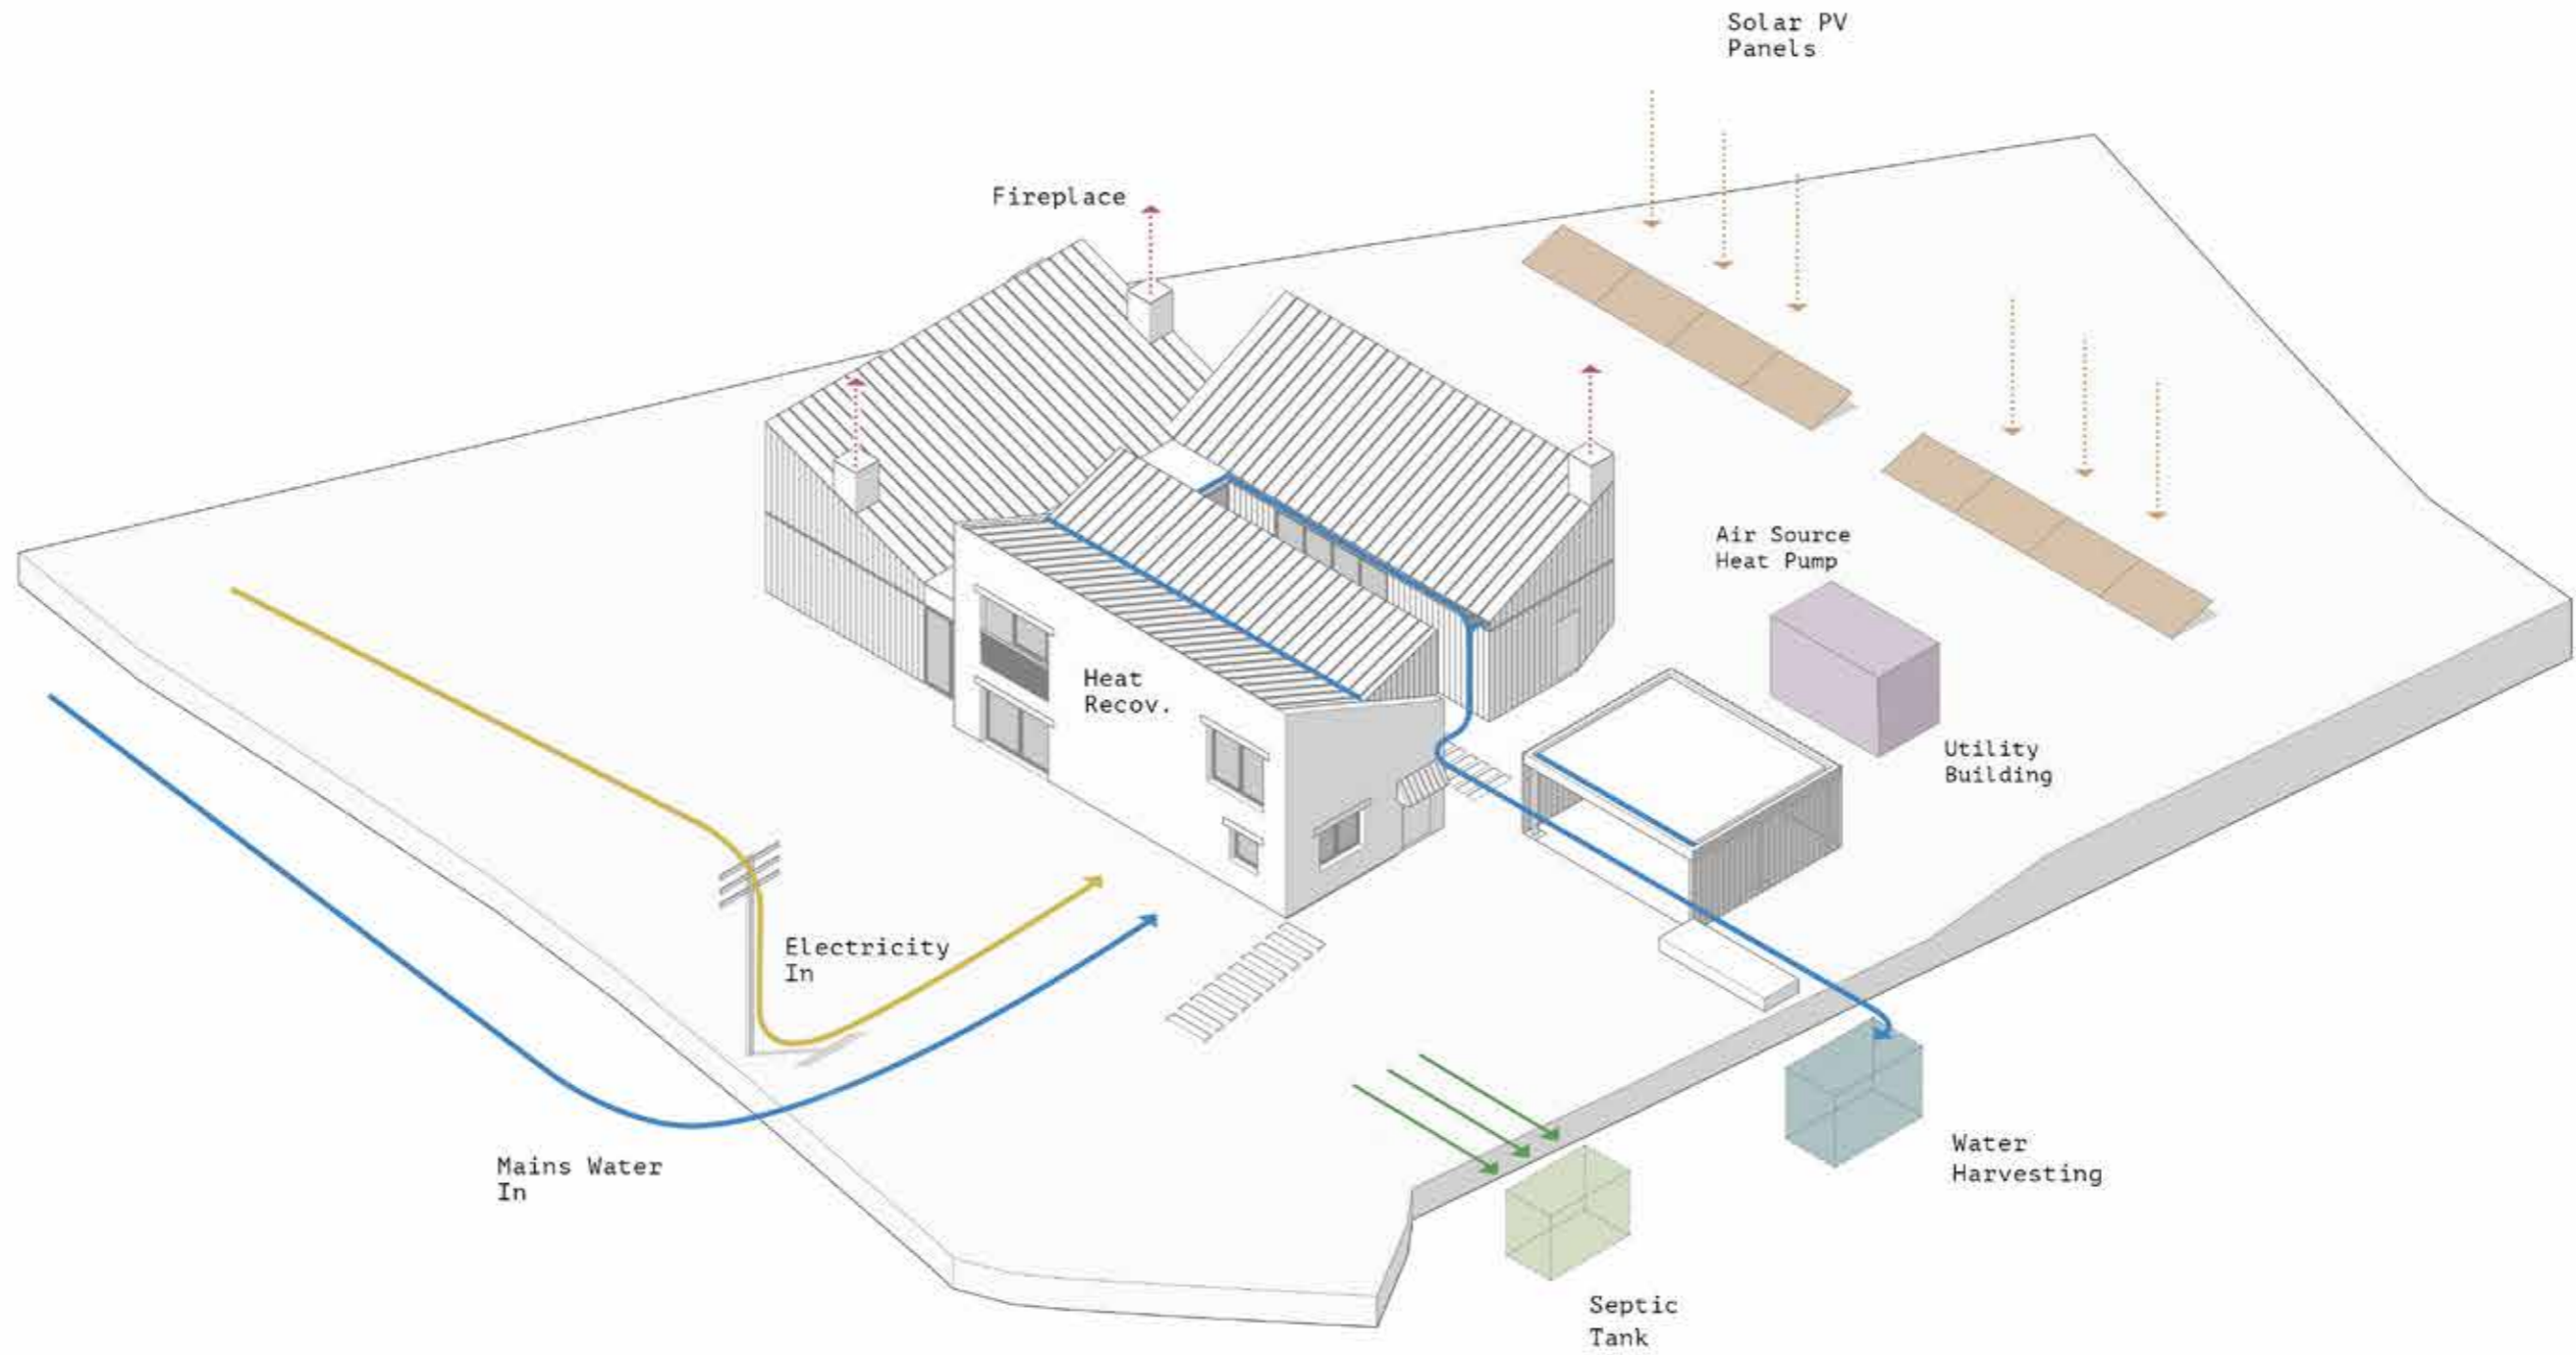 Solar PV
Panels
Fireplace
Air Source
Heat Pump
Heat
Recov.
Utility
Building
Electricity
In
Mains Water
In
Water
Harvesting
Septic
Tank